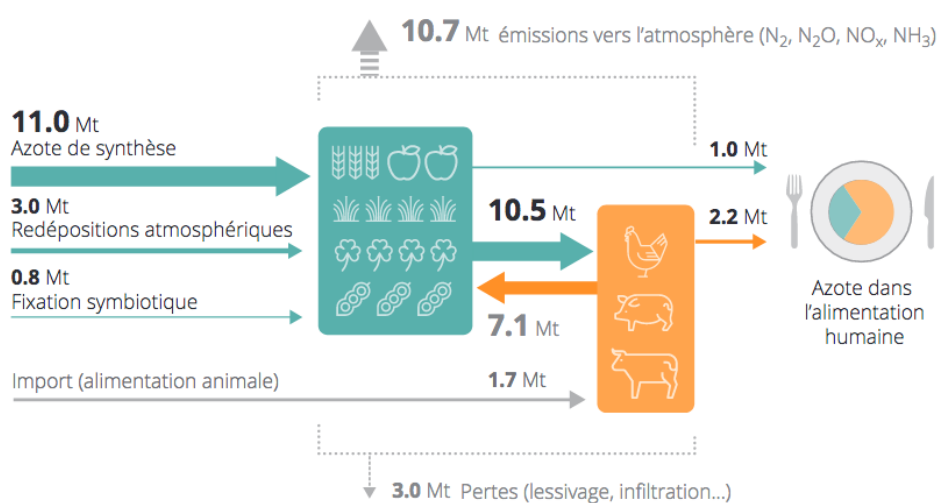 10.7 Mt émissions vers l’atmosphère (N₂, N₂O, NOₓ, NH₃)
11.0 Mt
Azote de synthèse
1.0 Mt
3.0 Mt
Redépositions atmosphériques
10.5 Mt
2.2 Mt
0.8 Mt
Fixation symbiotique
Azote dans
l’alimentation
humaine
7.1 Mt
Import (alimentation animale)
1.7 Mt
3.0 Mt Pertes (lessivage, infiltration...)